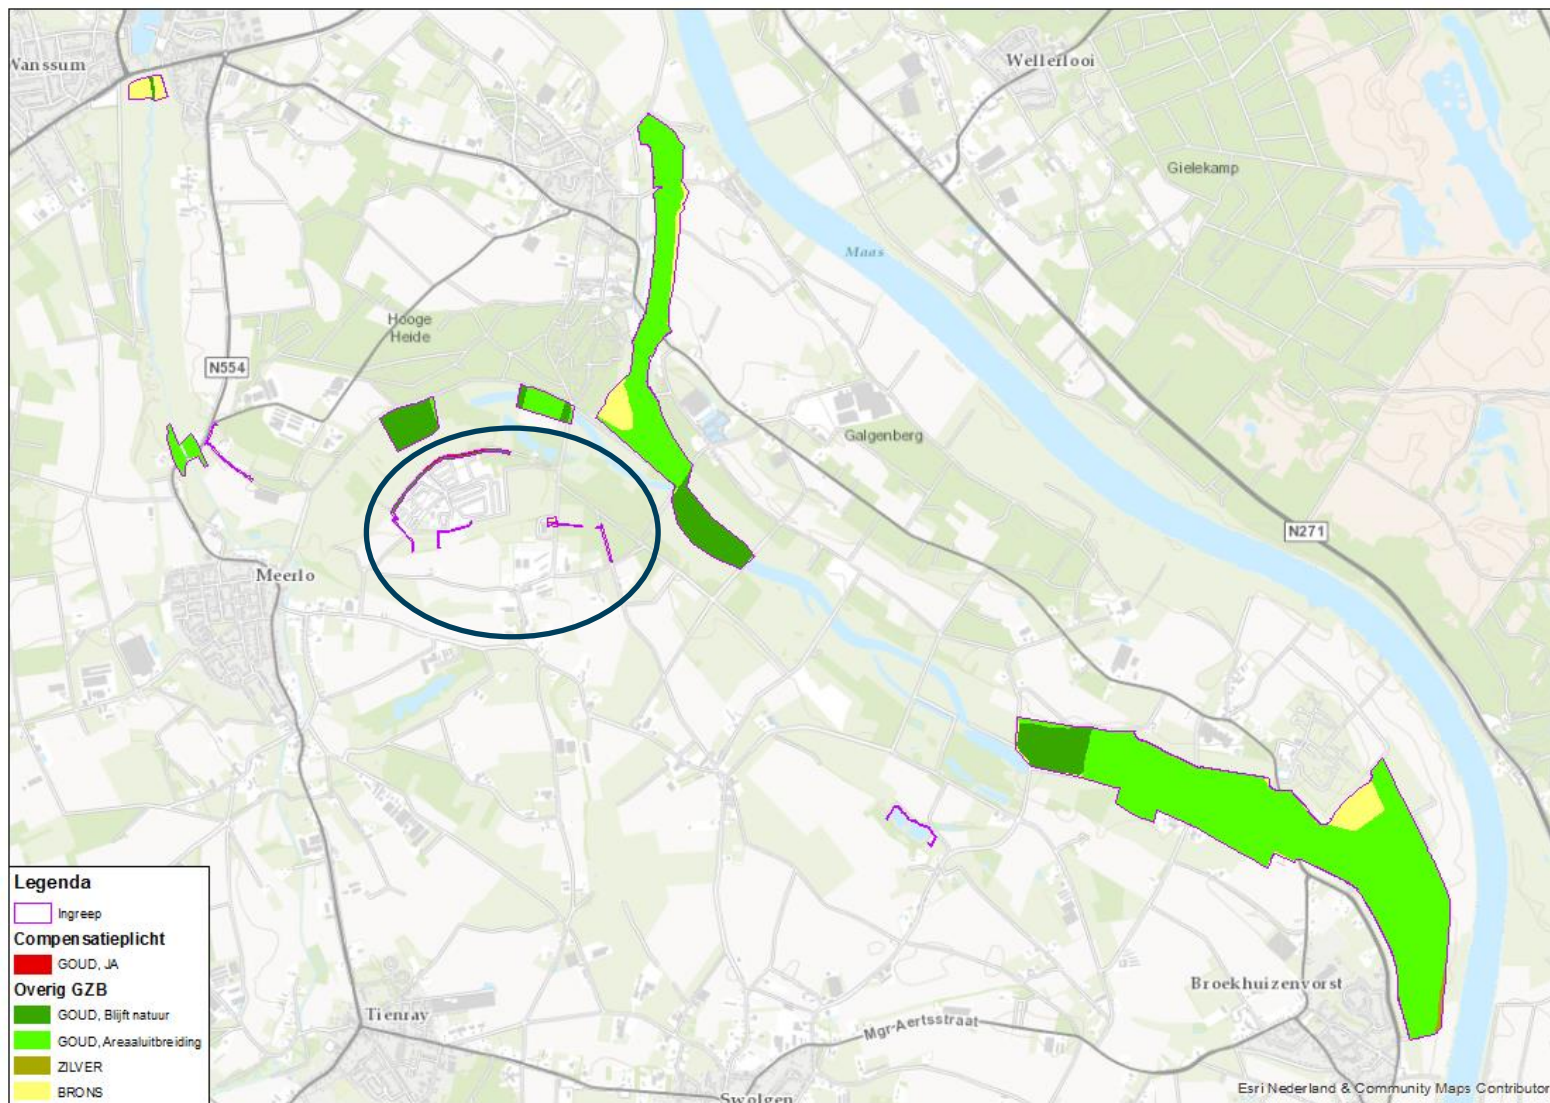 Wanssum
Wellerlooi
Gielekamp
Maas
Hooge
Heide
N554
Galgenberg
N271
Meerlo
Broekhuizenvorst
Tienray
Mgr-Aertsstraat
Swolgen
Legenda
Ingreep
Compensatieplicht
GOUD, JA
Overig GZB
GOUD, Blijft natuur
GOUD, Areaaluitbreiding
ZILVER
BRONS
Esri Nederland & Community Maps Contributor